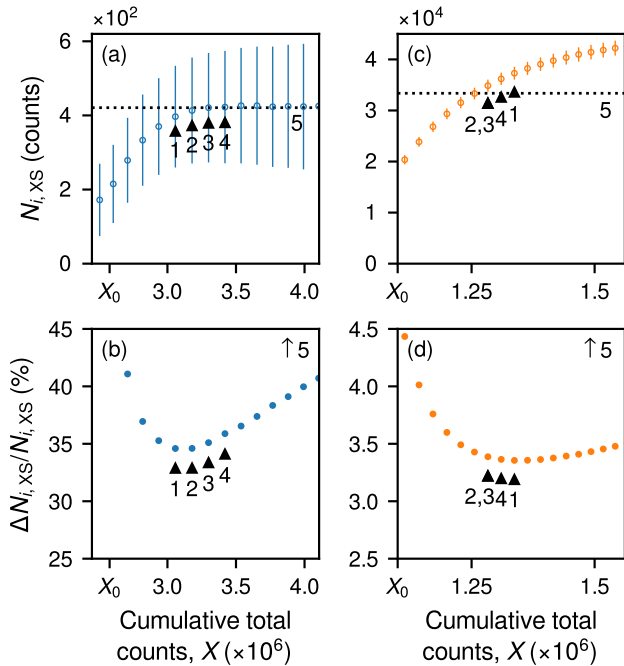 ×10²
×10⁴
(a)
(c)
6
4
2
0
4
3
2
1
0
N_{i, XS} (counts)
5
1 2 3 4
5
2,3 4 1
X₀ 3.0 3.5 4.0
X₀ 1.25 1.5
(b) ↑5
(d) ↑5
45
40
35
30
25
4.5
4.0
3.5
3.0
2.5
ΔN_{i, XS}/N_{i, XS} (%)
1 2 3 4
2,3 4 1
X₀ 3.0 3.5 4.0
X₀ 1.25 1.5
Cumulative total
counts, X (×10⁶)
Cumulative total
counts, X (×10⁶)